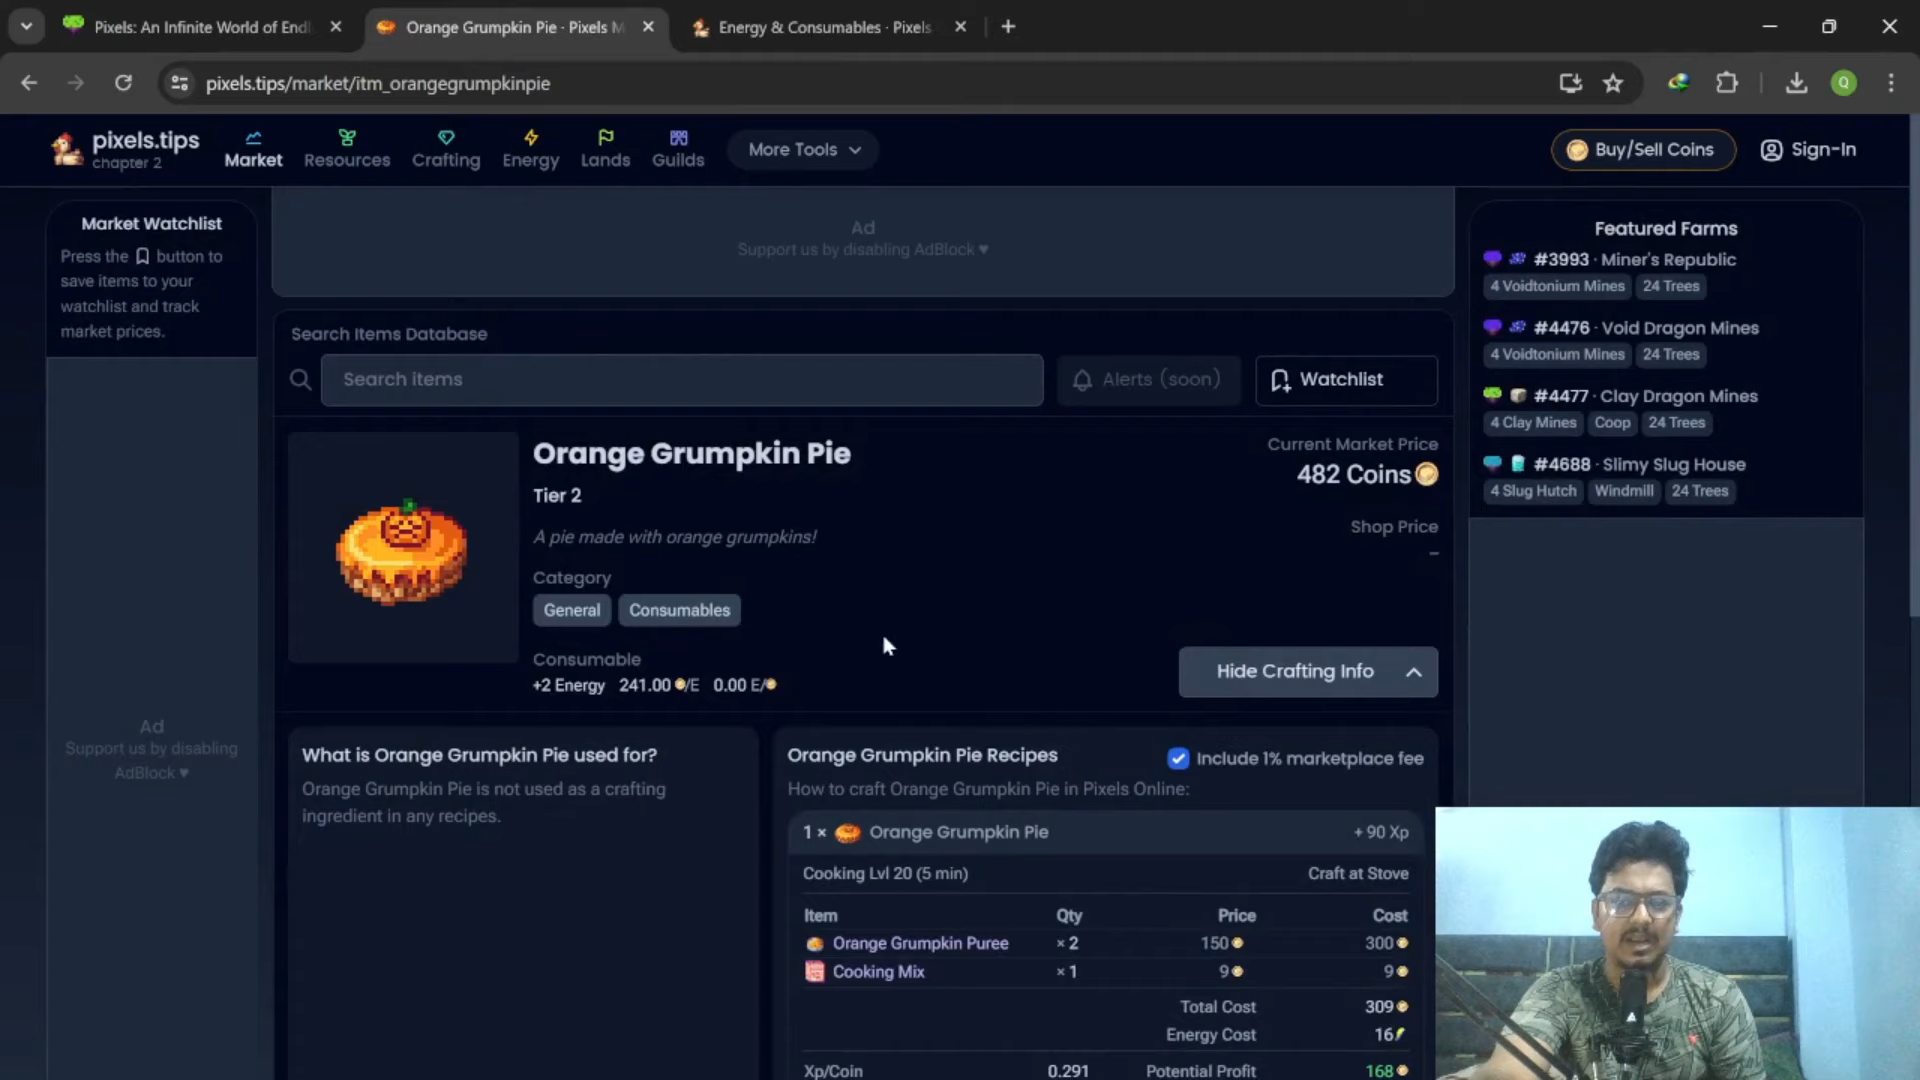 Pixels: An Infinite World of Endl
Orange Grumpkin Pie · Pixels M
Energy & Consumables · Pixels
pixels.tips/market/itm_orangegrumpkinpie
Q
pixels.tips
chapter 2
Market
Resources
Crafting
Energy
Lands
Guilds
More Tools
Buy/Sell Coins
Sign-In
Market Watchlist
Press the button to
save items to your
watchlist and track
market prices.
Ad
Support us by disabling
AdBlock ♥
Ad
Support us by disabling AdBlock ♥
Search Items Database
Search items
Alerts (soon)
Watchlist
Orange Grumpkin Pie
Tier 2
A pie made with orange grumpkins!
Category
General
Consumables
Consumable
+2 Energy 241.00 /E 0.00 E/
Current Market Price
482 Coins
Shop Price
–
Hide Crafting Info
What is Orange Grumpkin Pie used for?
Orange Grumpkin Pie is not used as a crafting
ingredient in any recipes.
Orange Grumpkin Pie Recipes
Include 1% marketplace fee
How to craft Orange Grumpkin Pie in Pixels Online:
1 × Orange Grumpkin Pie + 90 Xp
Cooking Lvl 20 (5 min) Craft at Stove
Item Qty Price Cost
Orange Grumpkin Puree × 2 150 300
Cooking Mix × 1 9 9
Total Cost 309
Energy Cost 16
Xp/Coin 0.291 Potential Profit 168
Featured Farms
#3993 · Miner's Republic
4 Voidtonium Mines 24 Trees
#4476 · Void Dragon Mines
4 Voidtonium Mines 24 Trees
#4477 · Clay Dragon Mines
4 Clay Mines Coop 24 Trees
#4688 · Slimy Slug House
4 Slug Hutch Windmill 24 Trees